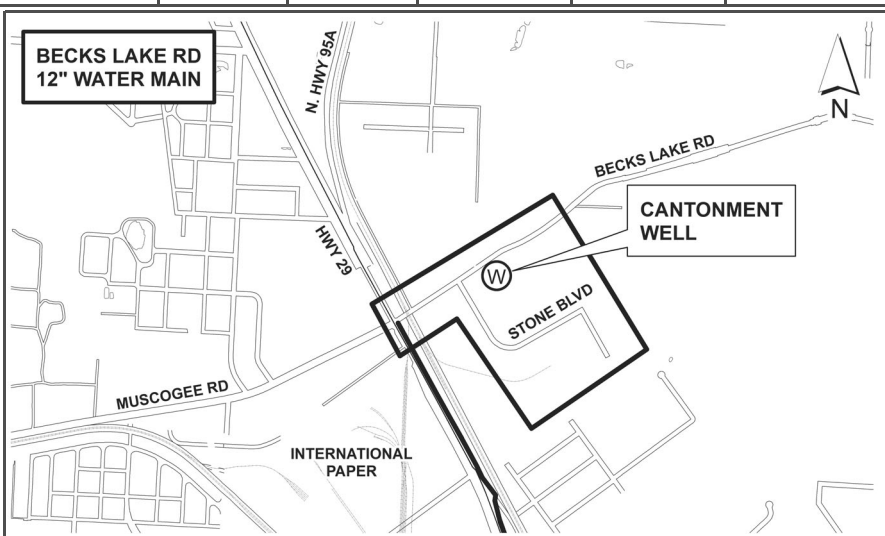 BECKS LAKE RD
12" WATER MAIN
N. HWY 95A
N
BECKS LAKE RD
CANTONMENT
WELL
HWY 29
W
STONE BLVD
MUSCOGEE RD
INTERNATIONAL
PAPER